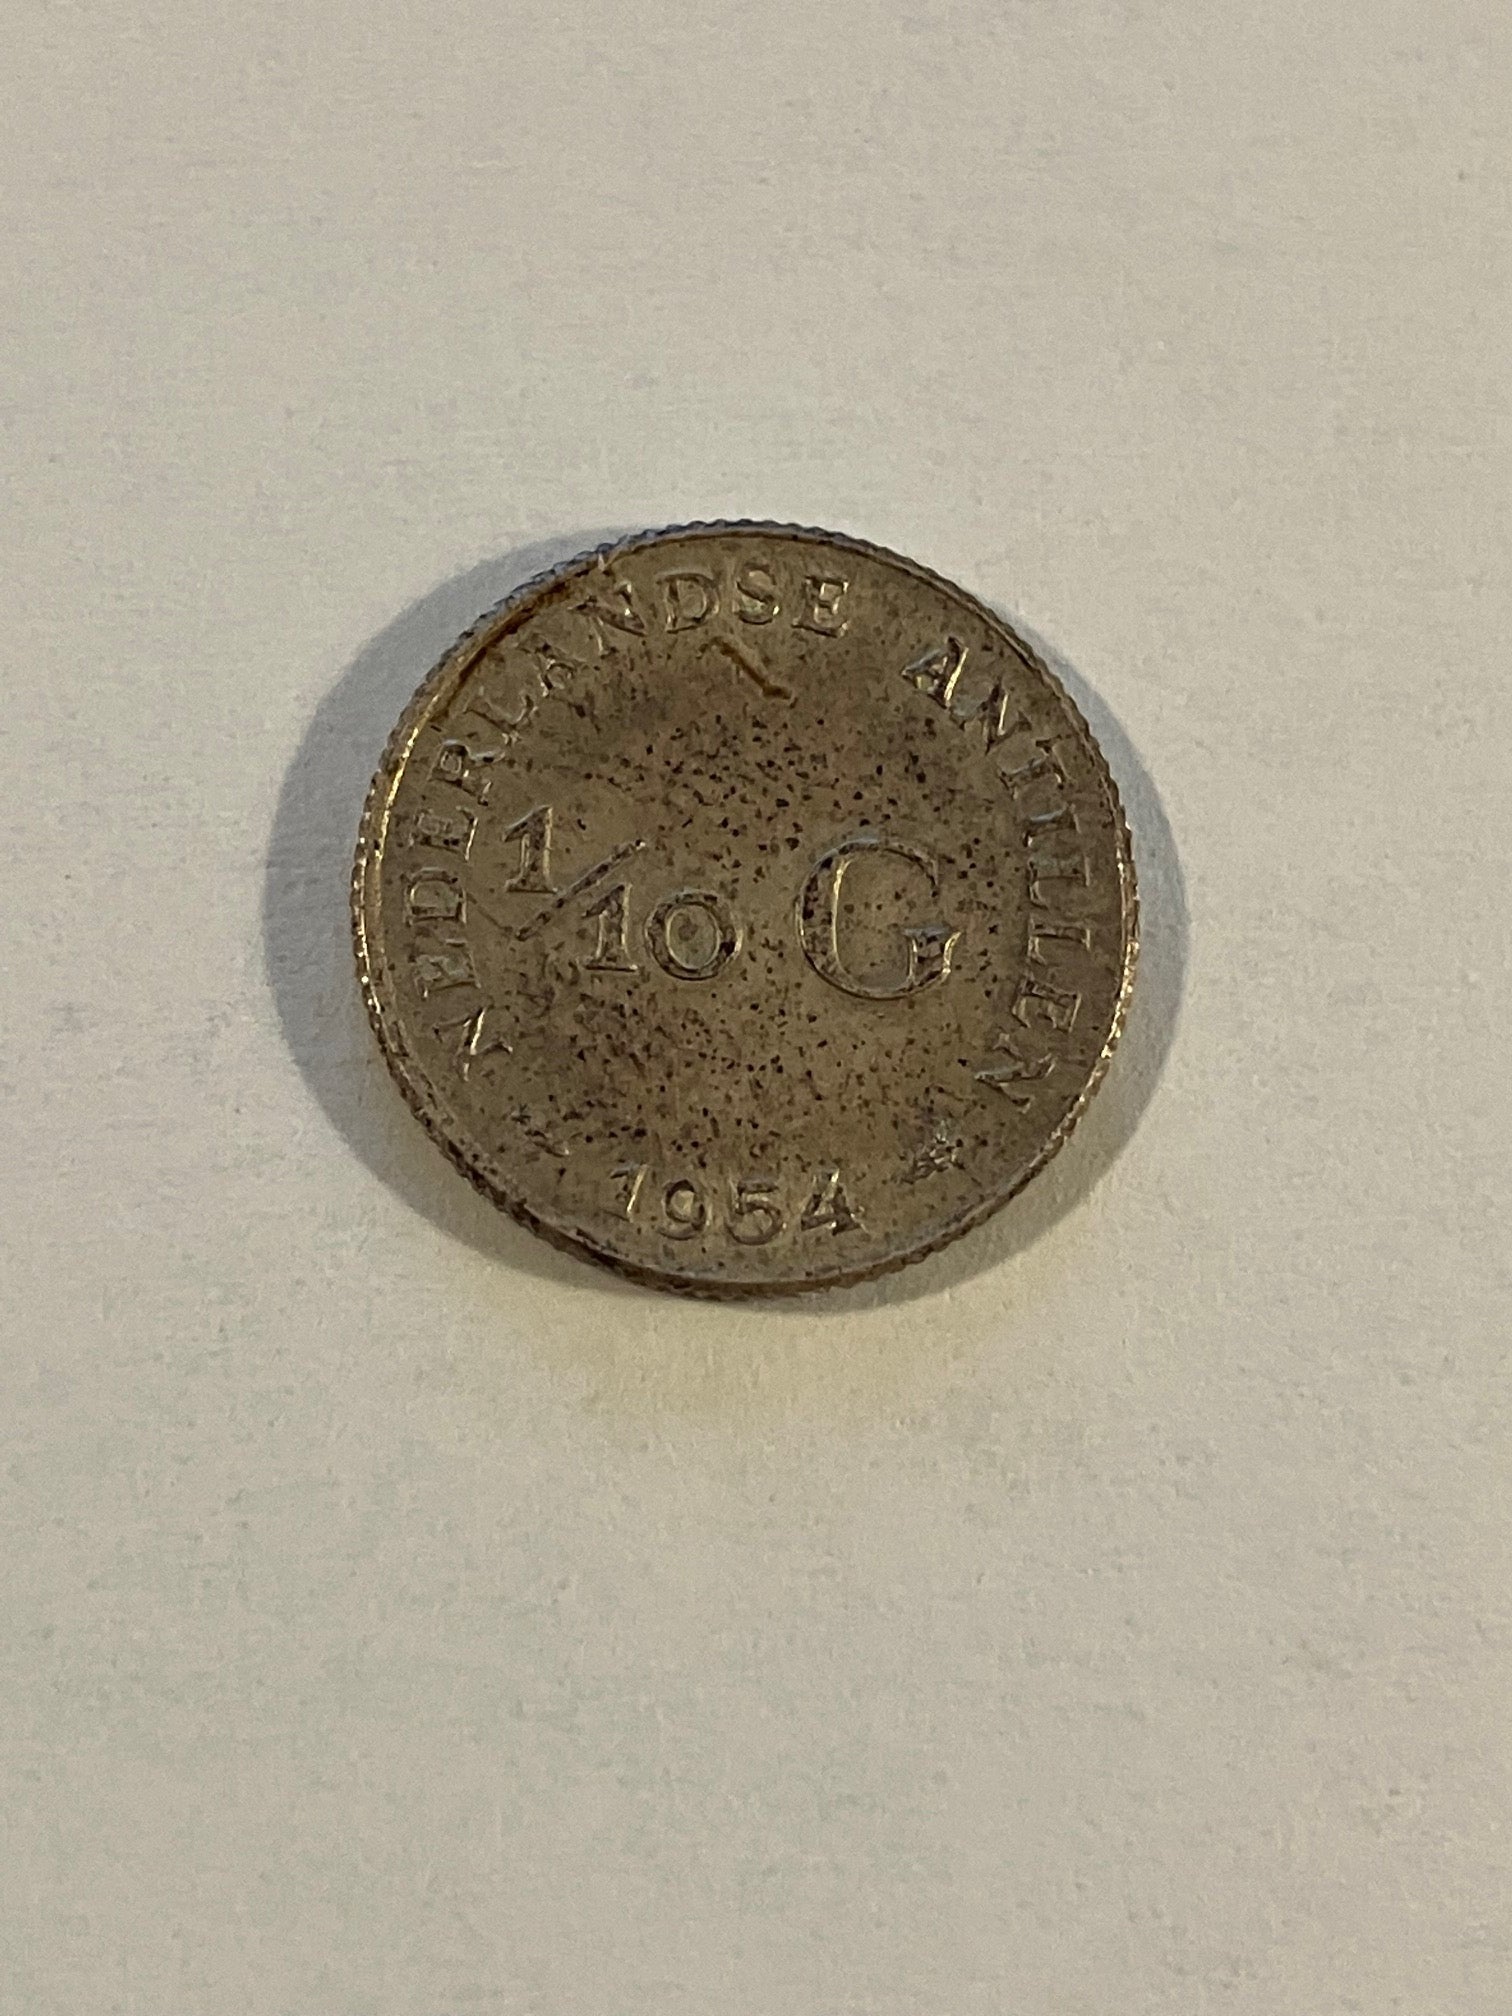 NEDERLANDSE ANTILLEN
1/10 G
1954